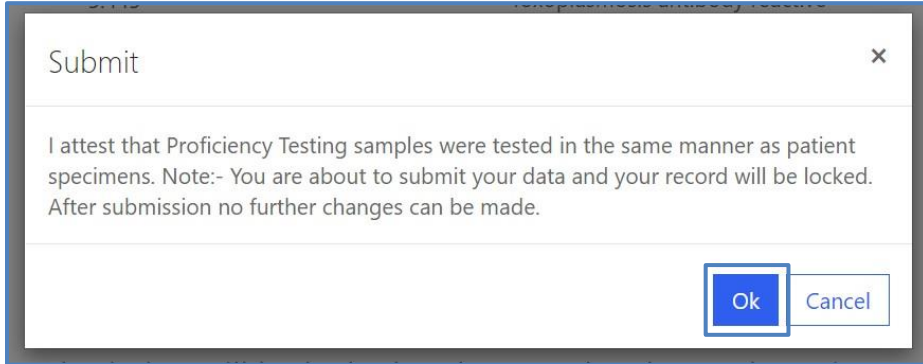 Submit
×
I attest that Proficiency Testing samples were tested in the same manner as patient
specimens. Note:- You are about to submit your data and your record will be locked.
After submission no further changes can be made.
Ok Cancel